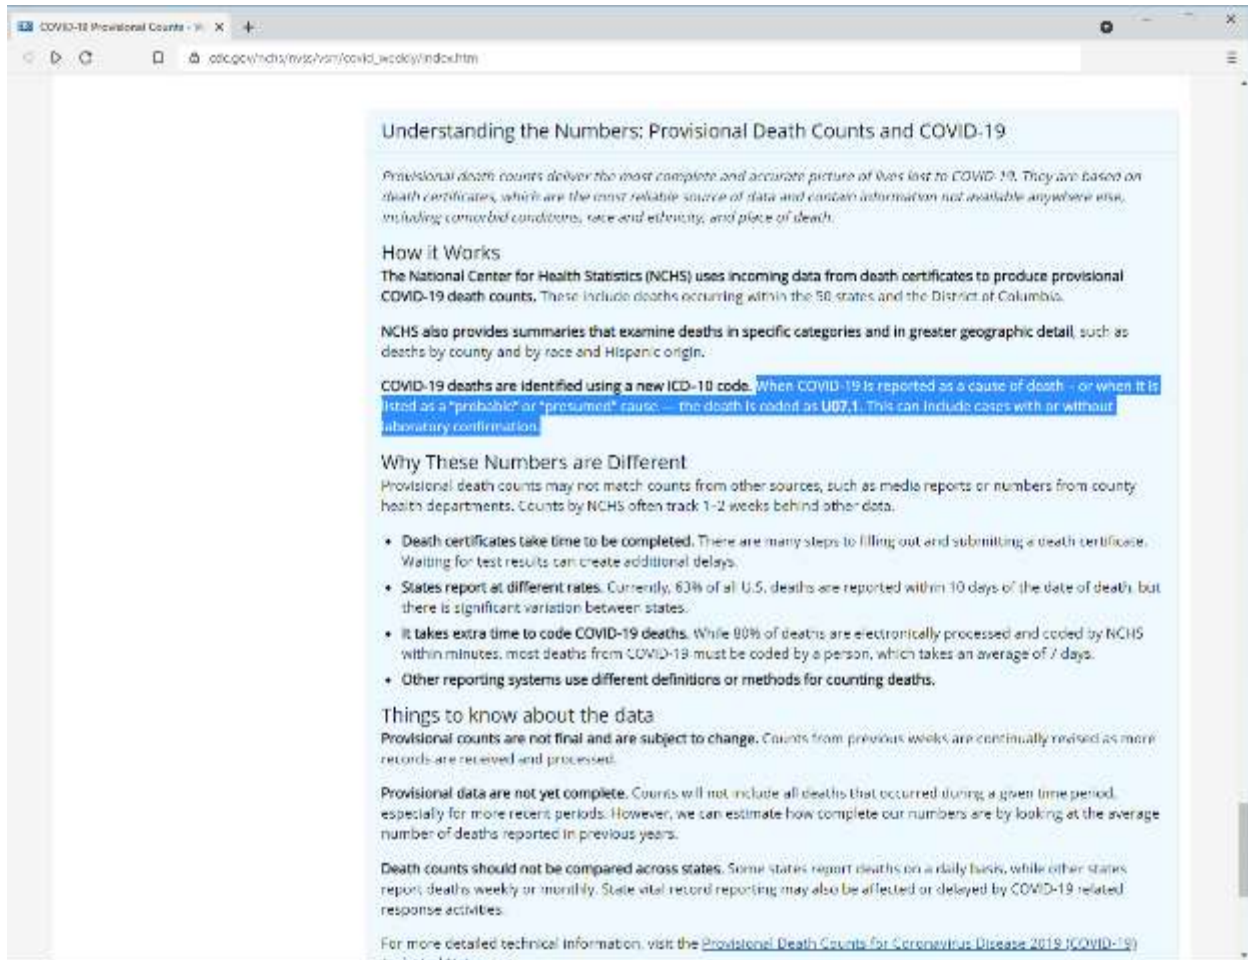 COVID-19 Provisional Counts -
cdc.gov/nchs/nvss/vsrr/covid_weekly/index.htm
Understanding the Numbers: Provisional Death Counts and COVID-19
Provisional death counts deliver the most complete and accurate picture of lives lost to COVID-19. They are based on
death certificates, which are the most reliable source of data and contain information not available anywhere else,
including comorbid conditions, race and ethnicity, and place of death.
How it Works
The National Center for Health Statistics (NCHS) uses incoming data from death certificates to produce provisional
COVID-19 death counts. These include deaths occurring within the 50 states and the District of Columbia.
NCHS also provides summaries that examine deaths in specific categories and in greater geographic detail, such as
deaths by county and by race and Hispanic origin.
COVID-19 deaths are identified using a new ICD–10 code. When COVID-19 is reported as a cause of death – or when it is
listed as a "probable" or "presumed" cause — the death is coded as U07.1. This can include cases with or without
laboratory confirmation.
Why These Numbers are Different
Provisional death counts may not match counts from other sources, such as media reports or numbers from county
health departments. Counts by NCHS often track 1–2 weeks behind other data.
• Death certificates take time to be completed. There are many steps to filling out and submitting a death certificate.
Waiting for test results can create additional delays.
• States report at different rates. Currently, 63% of all U.S. deaths are reported within 10 days of the date of death, but
there is significant variation between states.
• It takes extra time to code COVID-19 deaths. While 80% of deaths are electronically processed and coded by NCHS
within minutes, most deaths from COVID-19 must be coded by a person, which takes an average of 7 days.
• Other reporting systems use different definitions or methods for counting deaths.
Things to know about the data
Provisional counts are not final and are subject to change. Counts from previous weeks are continually revised as more
records are received and processed.
Provisional data are not yet complete. Counts will not include all deaths that occurred during a given time period,
especially for more recent periods. However, we can estimate how complete our numbers are by looking at the average
number of deaths reported in previous years.
Death counts should not be compared across states. Some states report deaths on a daily basis, while other states
report deaths weekly or monthly. State vital record reporting may also be affected or delayed by COVID-19 related
response activities.
For more detailed technical information, visit the Provisional Death Counts for Coronavirus Disease 2019 (COVID-19)